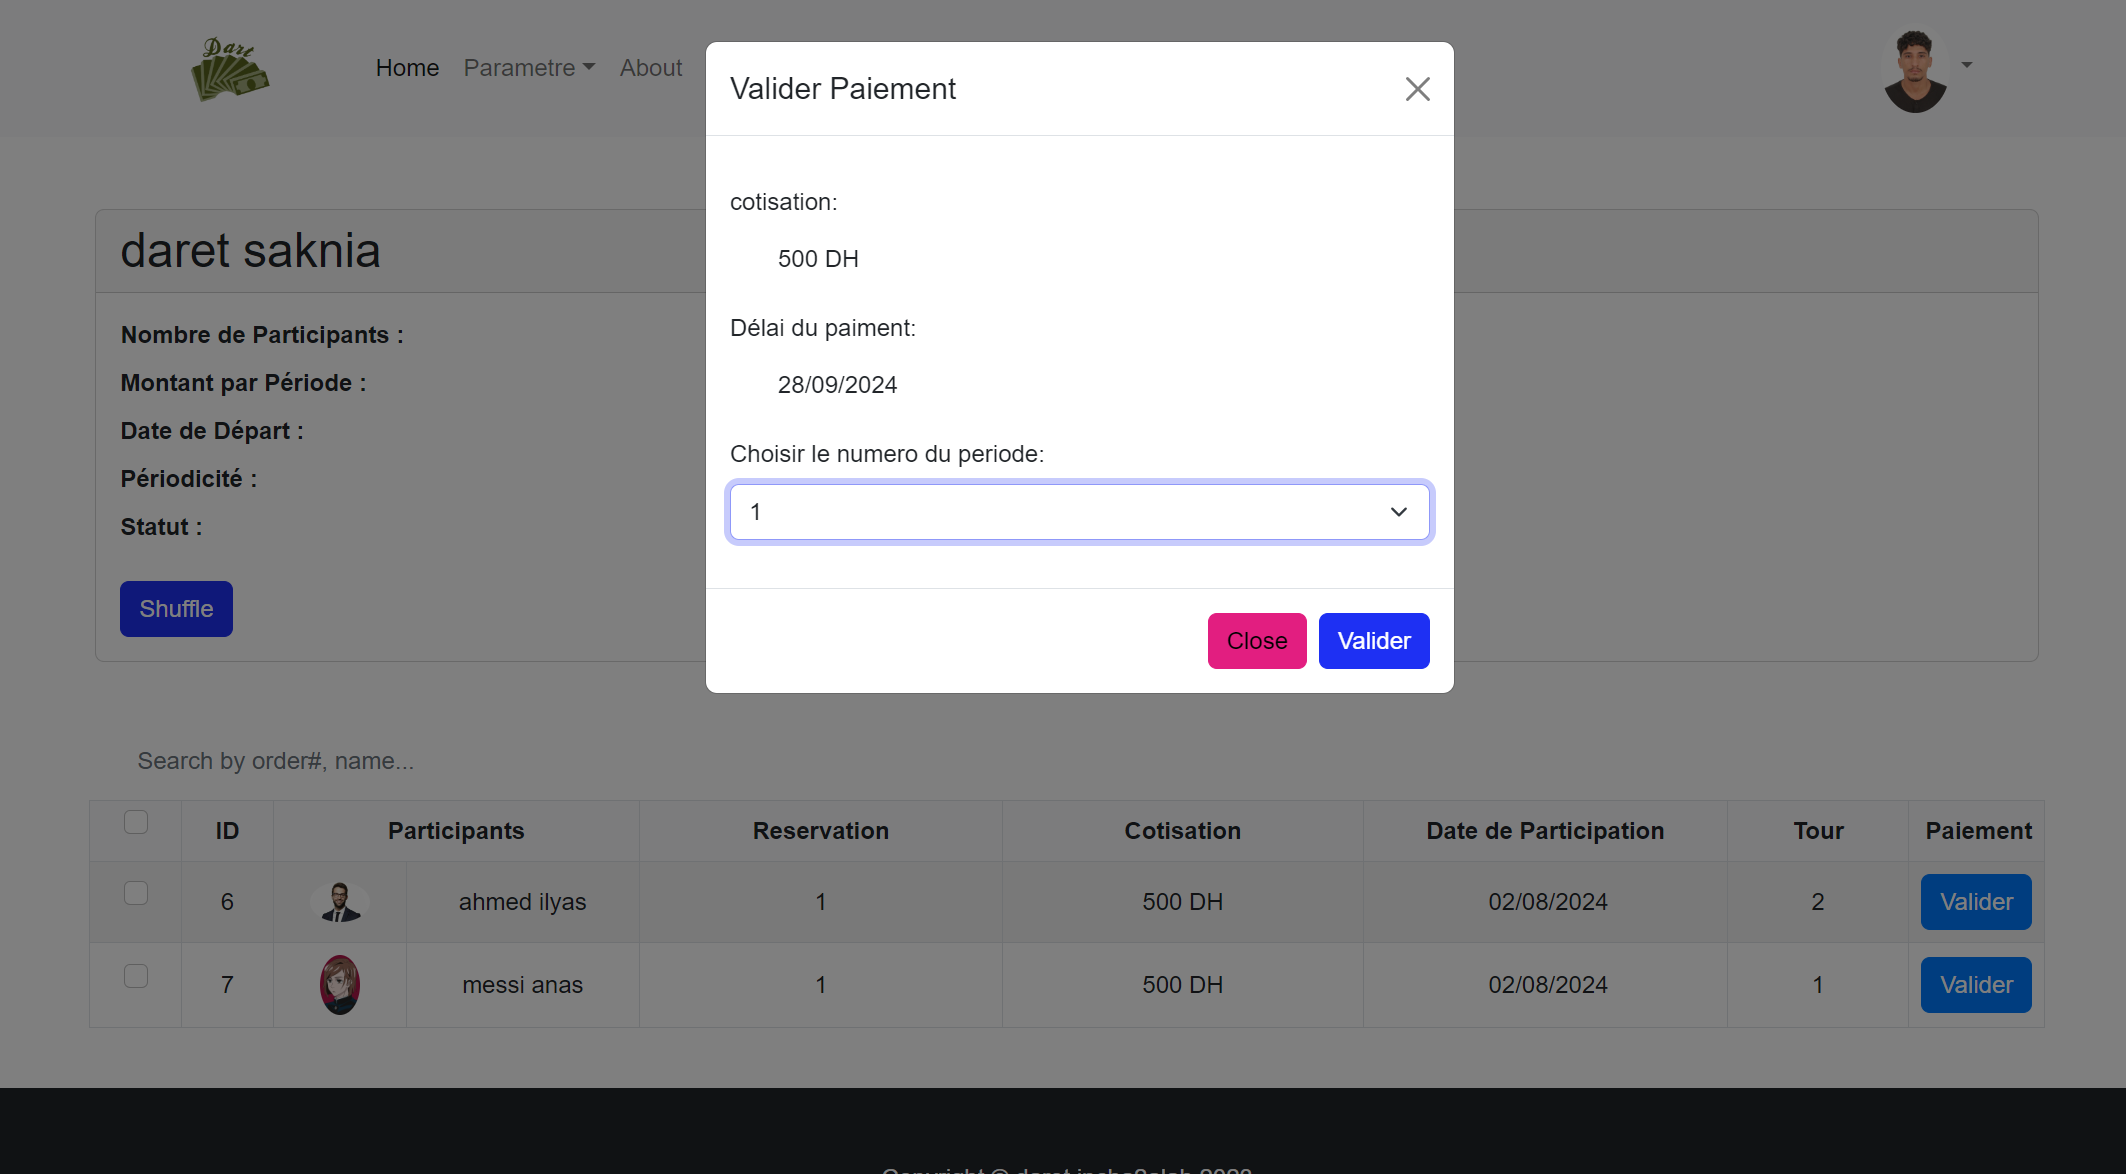 Dart
Home Parametre About
Valider Paiement
cotisation:
500 DH
Délai du paiment:
28/09/2024
Choisir le numero du periode:
1
Close Valider
daret saknia
Nombre de Participants :
Montant par Période :
Date de Départ :
Périodicité :
Statut :
Shuffle
Search by order#, name...
ID Participants Reservation Cotisation Date de Participation Tour Paiement
6 ahmed ilyas 1 500 DH 02/08/2024 2 Valider
7 messi anas 1 500 DH 02/08/2024 1 Valider
Copyright ©